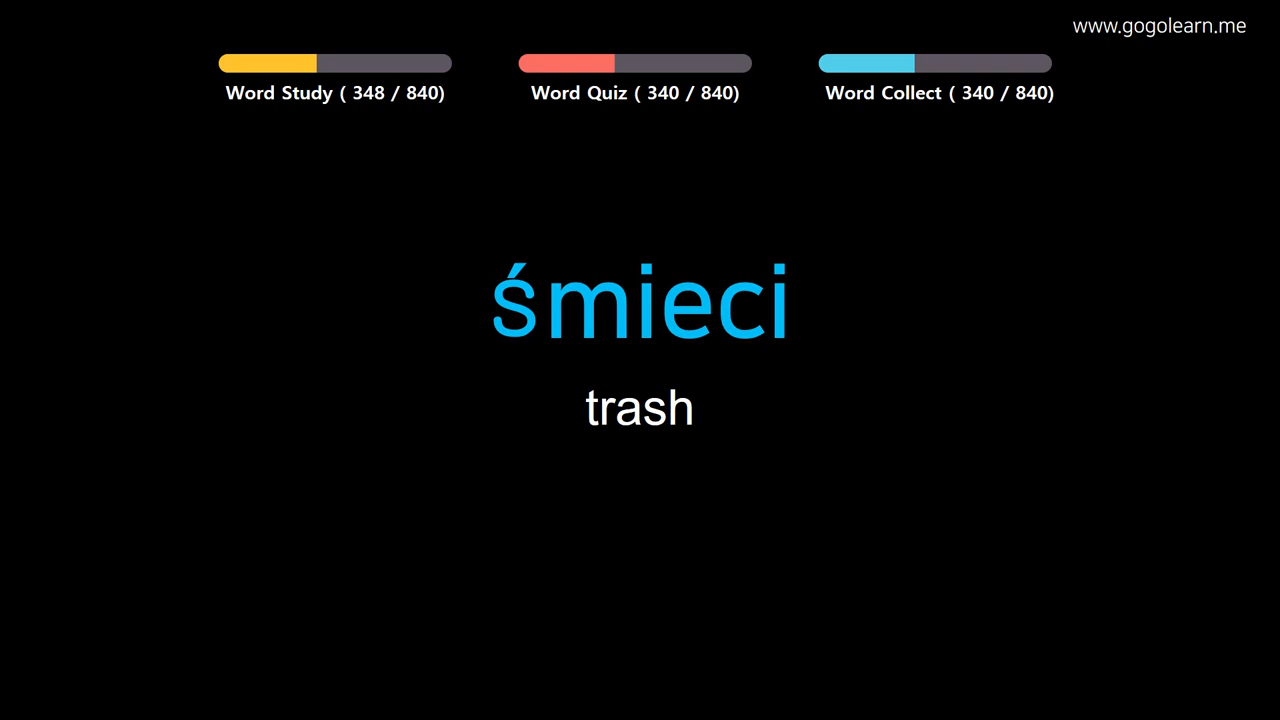 www.gogolearn.me
Word Study ( 348 / 840)
Word Quiz ( 340 / 840)
Word Collect ( 340 / 840)
śmieci
trash